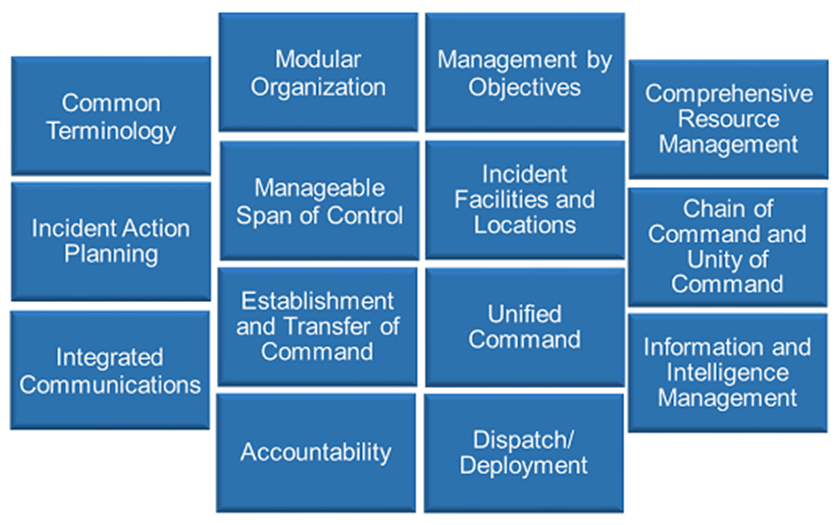 Common
Terminology
Incident Action
Planning
Integrated
Communications
Modular
Organization
Manageable
Span of Control
Establishment
and Transfer of
Command
Accountability
Management by
Objectives
Incident
Facilities and
Locations
Unified
Command
Dispatch/
Deployment
Comprehensive
Resource
Management
Chain of
Command and
Unity of
Command
Information and
Intelligence
Management